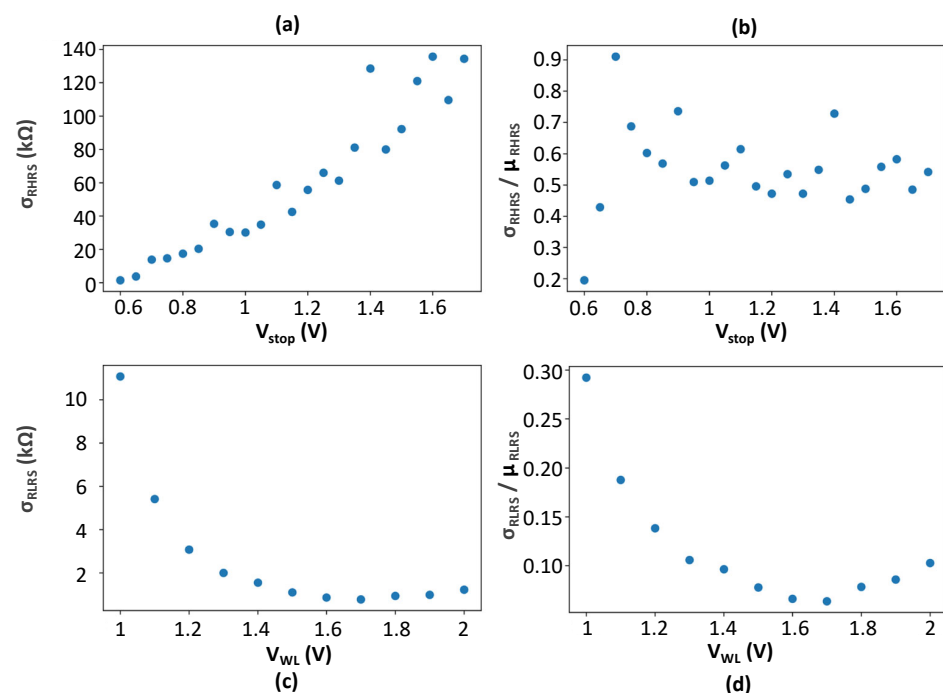 (a)
140
120
100
80
60
40
20
0
σRHRS (kΩ)
0.6 0.8 1 1.2 1.4 1.6
Vstop (V)
(b)
0.9
0.8
0.7
0.6
0.5
0.4
0.3
0.2
σRHRS / μ RHRS
0.6 0.8 1 1.2 1.4 1.6
Vstop (V)
10
8
6
4
2
σRLRS (kΩ)
1 1.2 1.4 1.6 1.8 2
VWL (V)
(c)
0.30
0.25
0.20
0.15
0.10
σRLRS / μ RLRS
1 1.2 1.4 1.6 1.8 2
VWL (V)
(d)